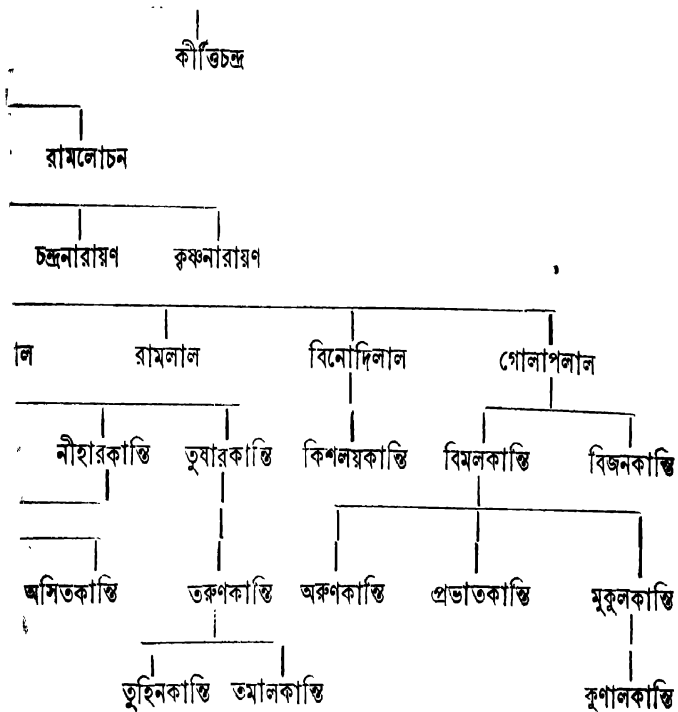 কীৰ্ত্তিচন্দ্র
রামলোচন
চন্দ্রনারায়ণ কৃষ্ণনারায়ণ
াল রামলাল বিনোদিলাল গোলাপলাল
নীহারকান্তি তুষারকান্তি কিশলয়কান্তি বিমলকান্তি বিজনকান্তি
অসিতকান্তি তরুণকান্তি অরুণকান্তি প্রভাতকান্তি মুকুলকান্তি
তুহিনকান্তি তমালকান্তি কুণালকান্তি